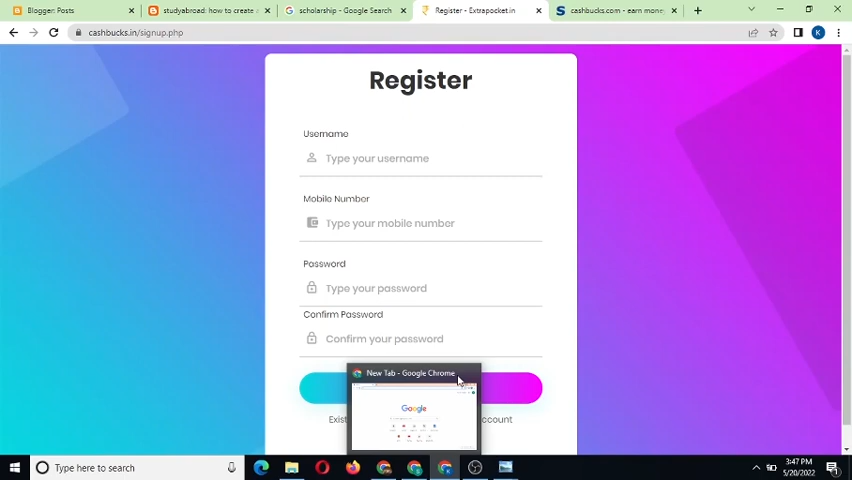 Blogger: Posts
studyabroad: how to create a
scholarship - Google Search
Register - Extrapocket.in
cashbucks.com - earn money
cashbucks.in/signup.php
K
Register
Username
Type your username
Mobile Number
Type your mobile number
Password
Type your password
Confirm Password
Confirm your password
New Tab - Google Chrome
Google
Exist
ccount
Type here to search
3:47 PM
5/20/2022